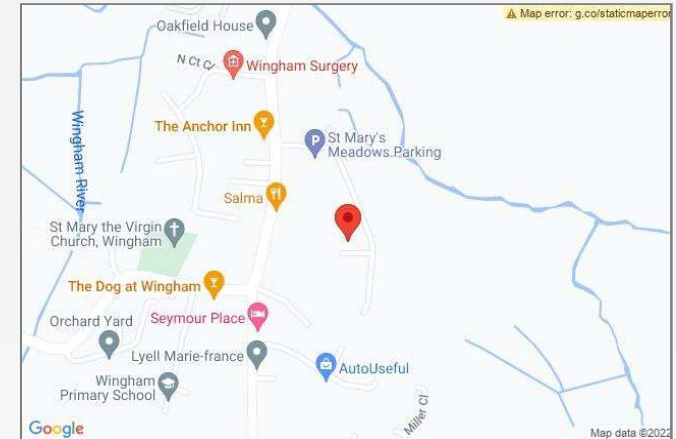 Map error: g.co/staticmaperror
Oakfield House
N Ct Cl
Wingham Surgery
The Anchor Inn
St Mary's
Meadows Parking
Wingham River
Salma
St Mary the Virgin
Church, Wingham
The Dog at Wingham
Orchard Yard
Seymour Place
Lyell Marie-france
AutoUseful
Wingham
Primary School
Miller Cl
Google
Map data ©2022